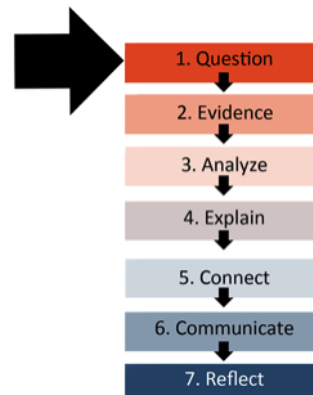 1. Question
2. Evidence
3. Analyze
4. Explain
5. Connect
6. Communicate
7. Reflect